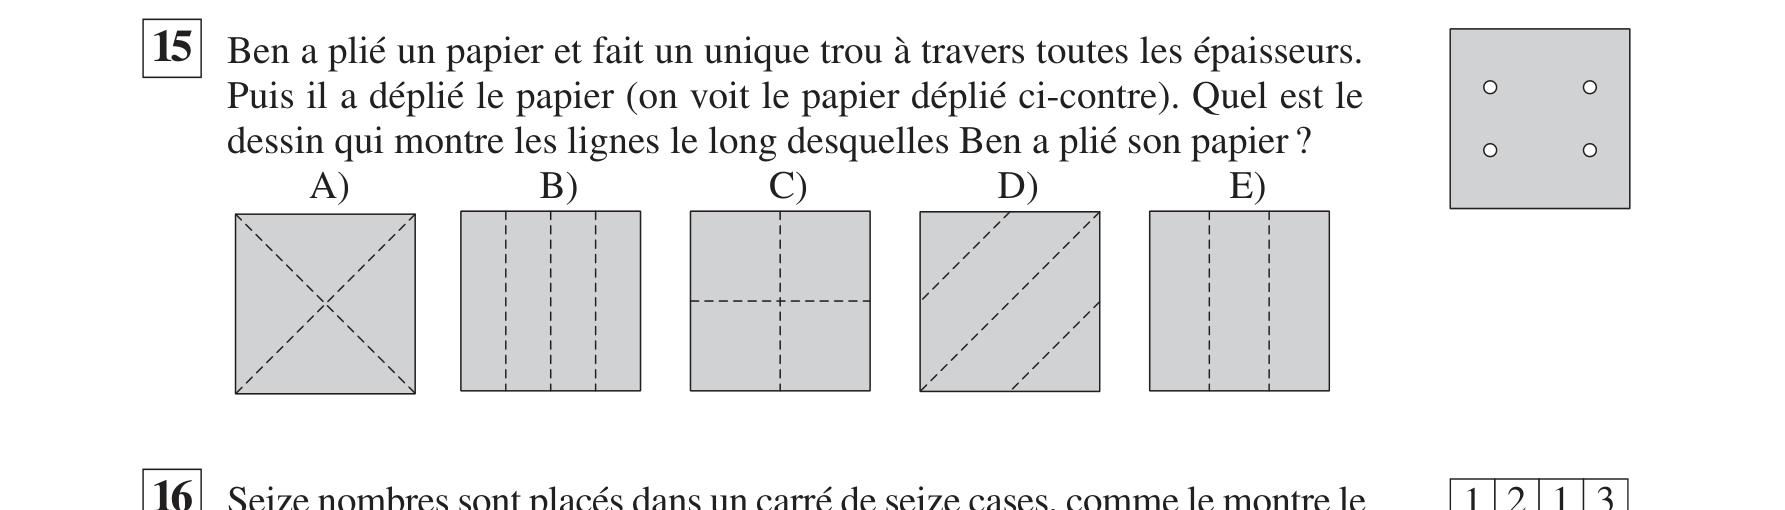 15 Ben a plié un papier et fait un unique trou à travers toutes les épaisseurs.
Puis il a déplié le papier (on voit le papier déplié ci-contre). Quel est le
dessin qui montre les lignes le long desquelles Ben a plié son papier ?
A) B) C) D) E)
16 Seize nombres sont placés dans un carré de seize cases, comme le montre le
1 2 1 3